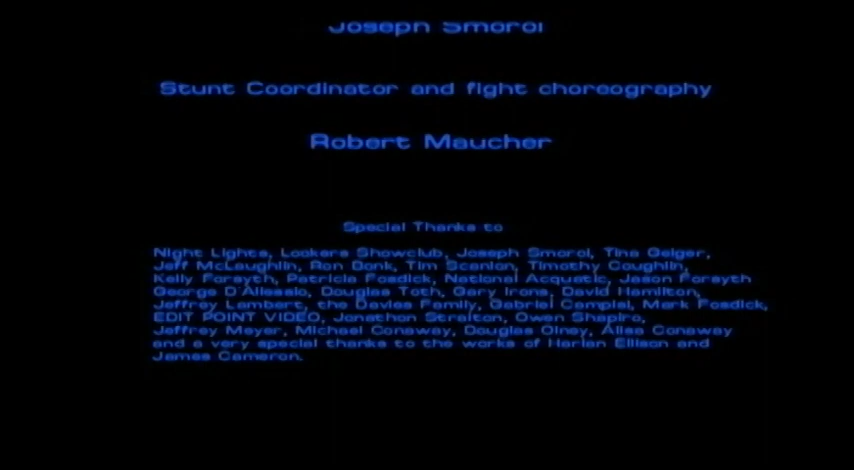 Joseph Smorol
Stunt Coordinator and fight choreography
Robert Maucher
Special Thanks to
Night Lights, Lookers Showclub, Joseph Smorol, Tina Geiger,
Jeff McLaughlin, Ron Bonk, Tim Scanlon, Timothy Coughlin,
Kelly Forsyth, Patricia Fosdick, National Acquatic, Jason Forsyth
George D'Allessio, Douglas Toth, Gary Irons, David Hamilton,
Jeffrey Lambert, the Davies Family, Gabriel Campisi, Mark Fosdick,
EDIT POINT VIDEO, Jonathan Straiton, Owen Shapiro,
Jeffrey Meyer, Michael Conaway, Douglas Olney, Alisa Conaway
and a very special thanks to the works of Harlan Ellison and
James Cameron.